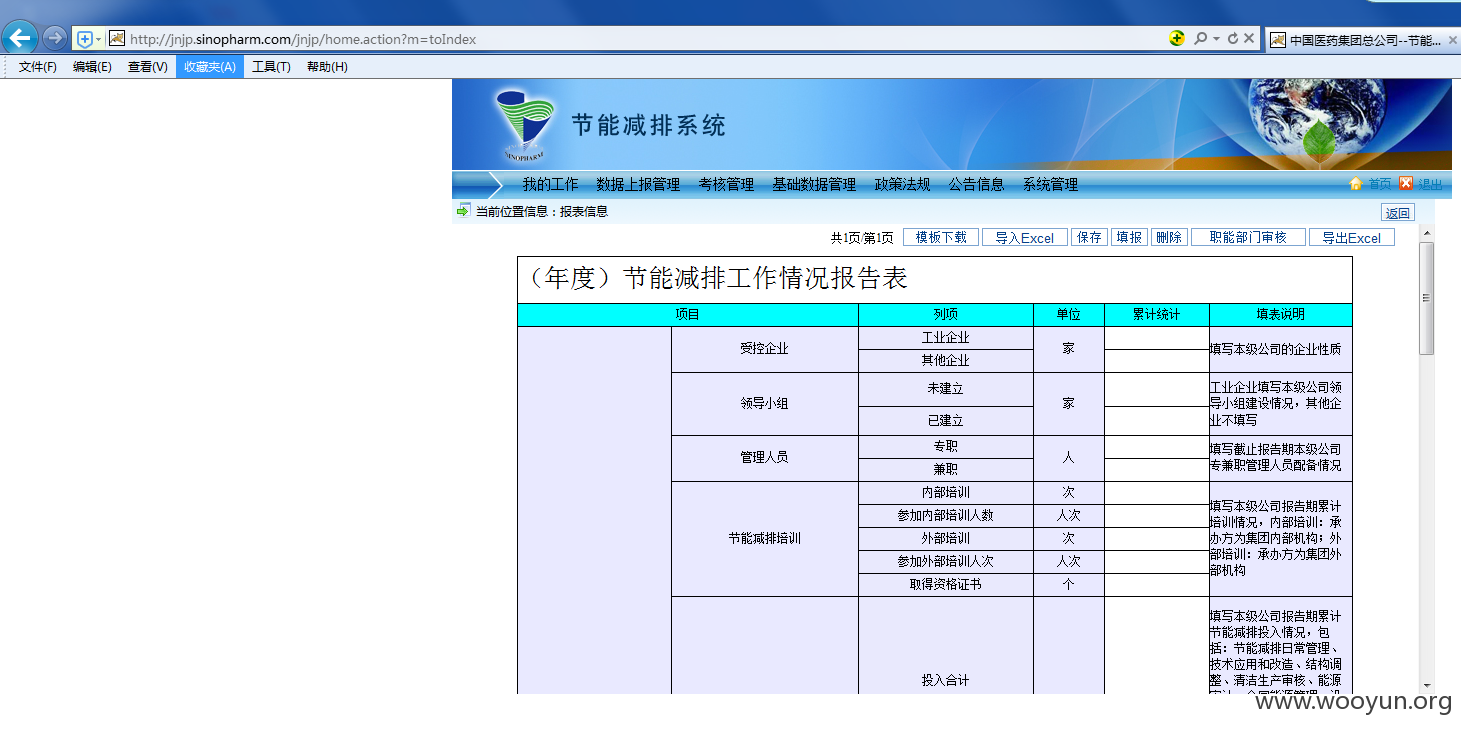 http://jnjp.sinopharm.com/jnjp/home.action?m=toIndex
中国医药集团总公司--节能...
文件(F) 编辑(E) 查看(V) 收藏夹(A) 工具(T) 帮助(H)
SINOPHARM
节能减排系统
我的工作 数据上报管理 考核管理 基础数据管理 政策法规 公告信息 系统管理 首页 退出
当前位置信息：报表信息 返回
共1页/第1页 模板下载 导入Excel 保存 填报 删除 职能部门审核 导出Excel
（年度）节能减排工作情况报告表
项目 列项 单位 累计统计 填表说明
受控企业 工业企业 家 填写本级公司的企业性质
其他企业
领导小组 未建立 家 工业企业填写本级公司领
导小组建设情况，其他企
已建立 业不填写
管理人员 专职 人 填写截止报告期本级公司
兼职 专兼职管理人员配备情况
节能减排培训 内部培训 次 填写本级公司报告期累计
参加内部培训人数 人次 培训情况，内部培训：承
外部培训 次 办方为集团内部机构；外
参加外部培训人次 人次 部培训：承办方为集团外
取得资格证书 个 部机构
填写本级公司报告期累计
节能减排投入情况，包
括：节能减排日常管理、
技术应用和改造、结构调
投入合计 整、清洁生产审核、能源
www.wooyun.org